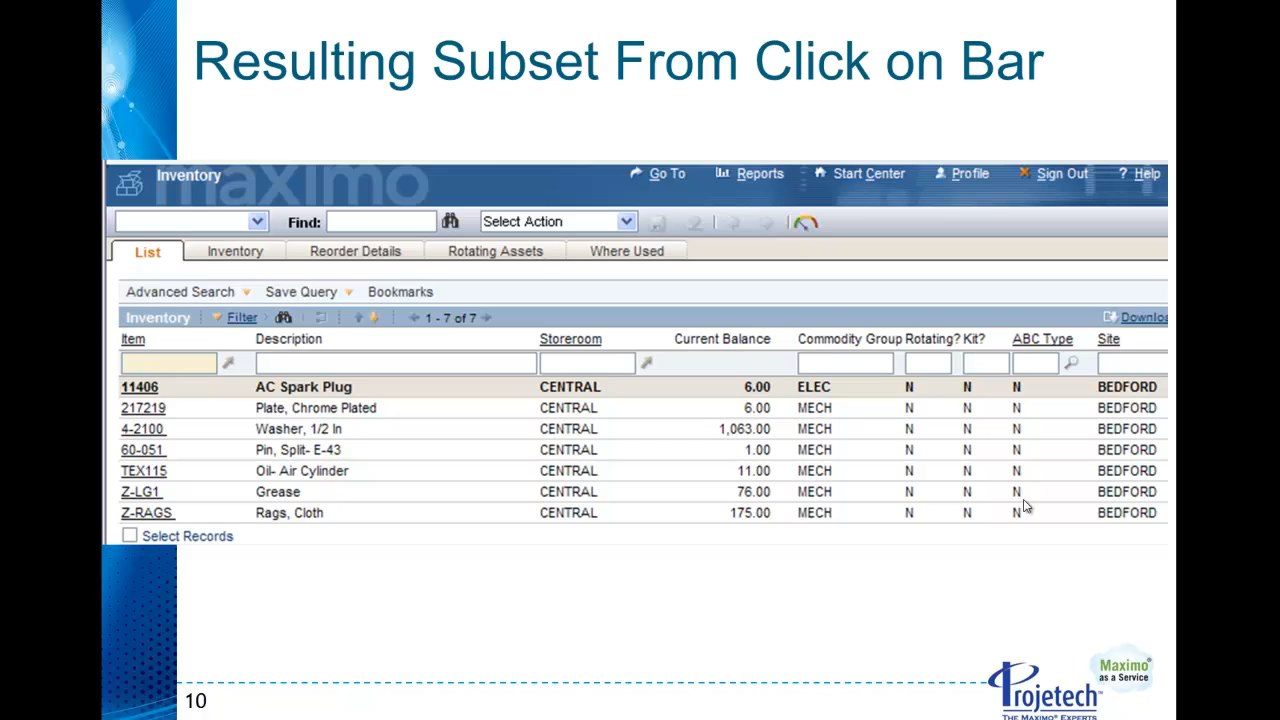 Resulting Subset From Click on Bar
maximo
Inventory Go To Reports Start Center Profile Sign Out ? Help
Find: Select Action
List Inventory Reorder Details Rotating Assets Where Used
Advanced Search Save Query Bookmarks
Inventory Filter 1 - 7 of 7 Downloa
Item Description Storeroom Current Balance Commodity Group Rotating? Kit? ABC Type Site
11406 AC Spark Plug CENTRAL 6.00 ELEC N N N BEDFORD
217219 Plate, Chrome Plated CENTRAL 6.00 MECH N N N BEDFORD
4-2100 Washer, 1/2 In CENTRAL 1,063.00 MECH N N N BEDFORD
60-051 Pin, Split- E-43 CENTRAL 1.00 MECH N N N BEDFORD
TEX115 Oil- Air Cylinder CENTRAL 11.00 MECH N N N BEDFORD
Z-LG1 Grease CENTRAL 76.00 MECH N N N BEDFORD
Z-RAGS Rags, Cloth CENTRAL 175.00 MECH N N N BEDFORD
Select Records
Maximo®
as a Service
Projetech™
THE MAXIMO® EXPERTS
10